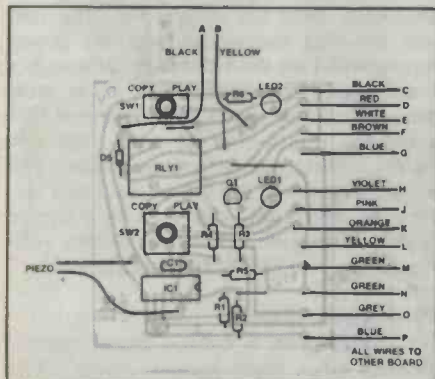 A B
BLACK YELLOW
COPY PLAY
SW1
R6
LED2
BLACK C
RED D
WHITE E
BROWN F
BLUE G
D5
RLY1
Q1
LED1
VIOLET H
PINK J
ORANGE K
YELLOW L
GREEN M
GREEN N
GREY O
BLUE P
COPY PLAY
SW2
R4
R3
C1
R5
PIEZO
IC1
R1
R2
ALL WIRES TO
OTHER BOARD